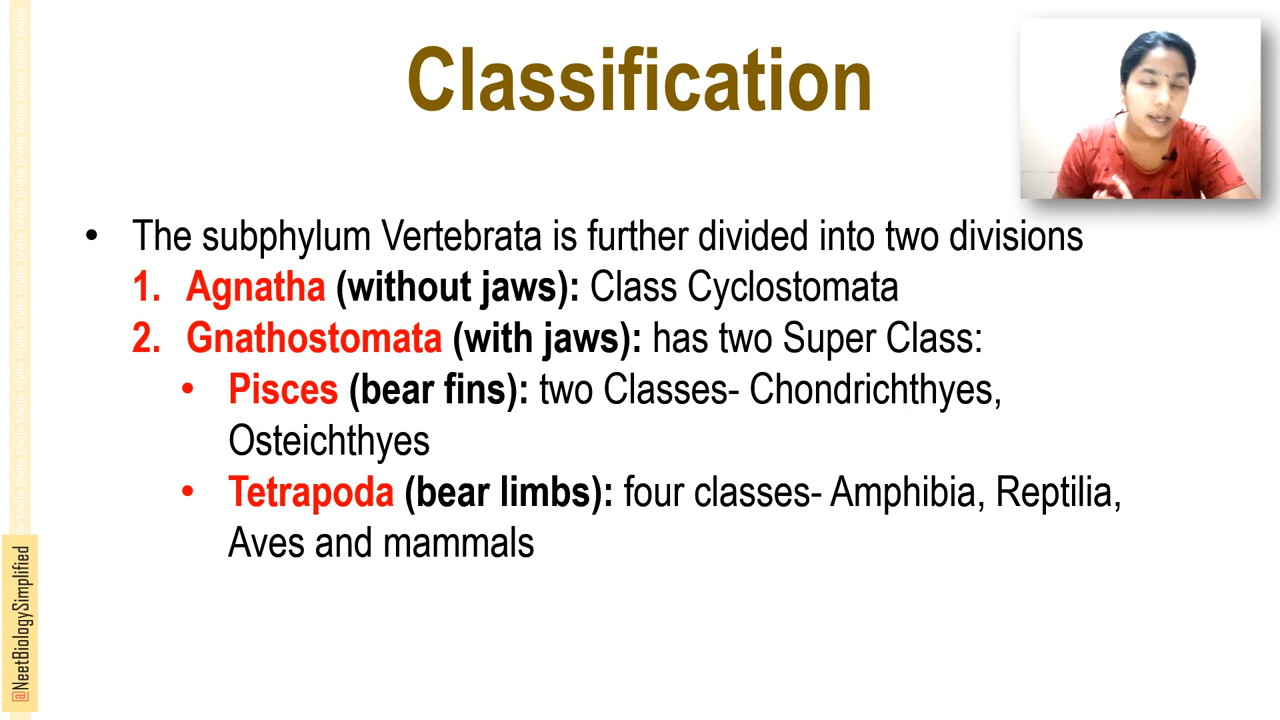 Classification
• The subphylum Vertebrata is further divided into two divisions
1. Agnatha (without jaws): Class Cyclostomata
2. Gnathostomata (with jaws): has two Super Class:
• Pisces (bear fins): two Classes- Chondrichthyes,
Osteichthyes
• Tetrapoda (bear limbs): four classes- Amphibia, Reptilia,
Aves and mammals
@NeetBiologySimplified